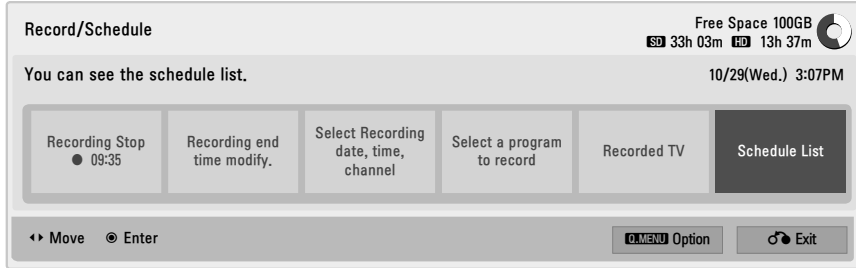 Record/Schedule
Free Space 100GB
SD 33h 03m HD 13h 37m
You can see the schedule list.
10/29(Wed.) 3:07PM
Recording Stop
● 09:35
Recording end
time modify.
Select Recording
date, time,
channel
Select a program
to record
Recorded TV
Schedule List
Move
Enter
Q.MENU Option
Exit